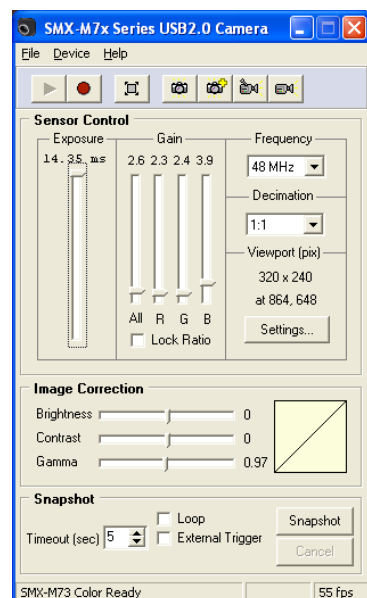 SMX-M7x Series USB2.0 Camera
File Device Help
Sensor Control
Exposure Gain Frequency
14.35 ms 2.6 2.3 2.4 3.9
48 MHz
Decimation
1:1
Viewport (pix)
320 x 240
at 864, 648
All R G B
Settings...
Lock Ratio
Image Correction
Brightness 0
Contrast 0
Gamma 0.97
Snapshot
Loop
Snapshot
Timeout (sec) 5
External Trigger
Cancel
SMX-M73 Color Ready 55 fps